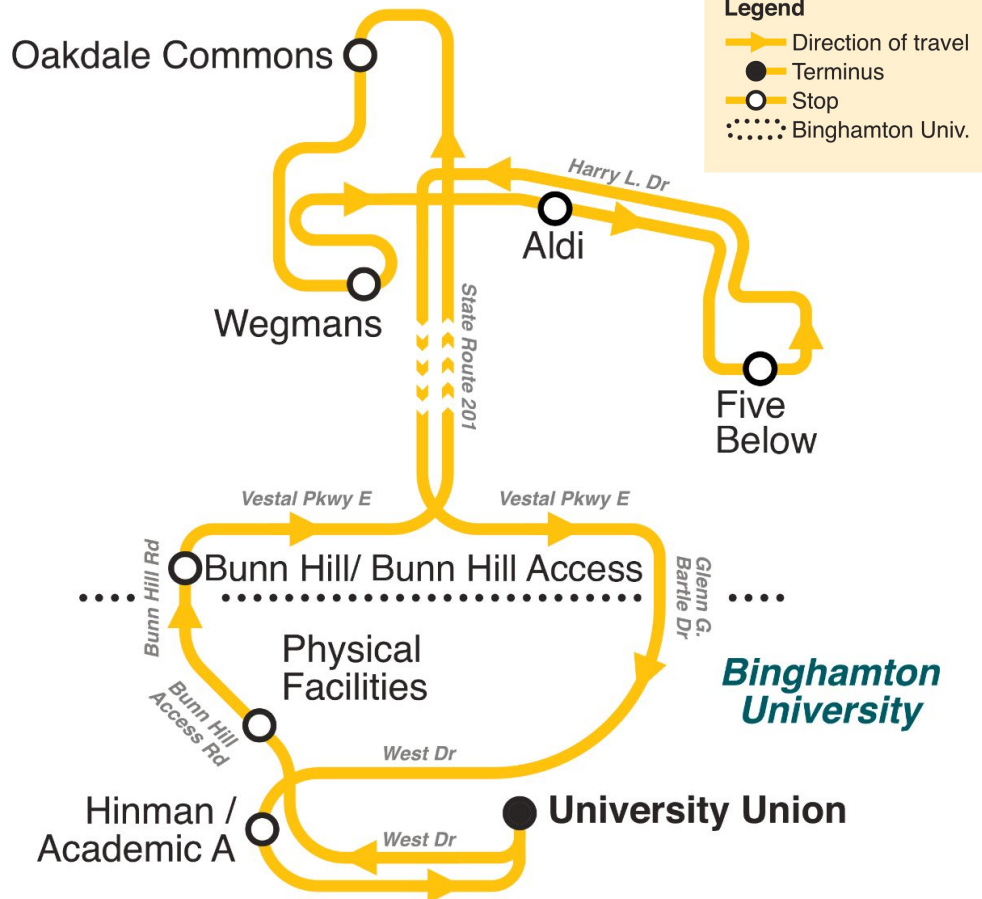 Legend
Direction of travel
Terminus
Stop
Binghamton Univ.
Oakdale Commons
Harry L. Dr
Aldi
Wegmans
State Route 201
Five
Below
Vestal Pkwy E
Vestal Pkwy E
Bunn Hill Rd
Bunn Hill/ Bunn Hill Access
Glenn G.
Bartle Dr
Physical
Facilities
Binghamton
University
Bunn Hill
Access Rd
West Dr
Hinman /
Academic A
University Union
West Dr